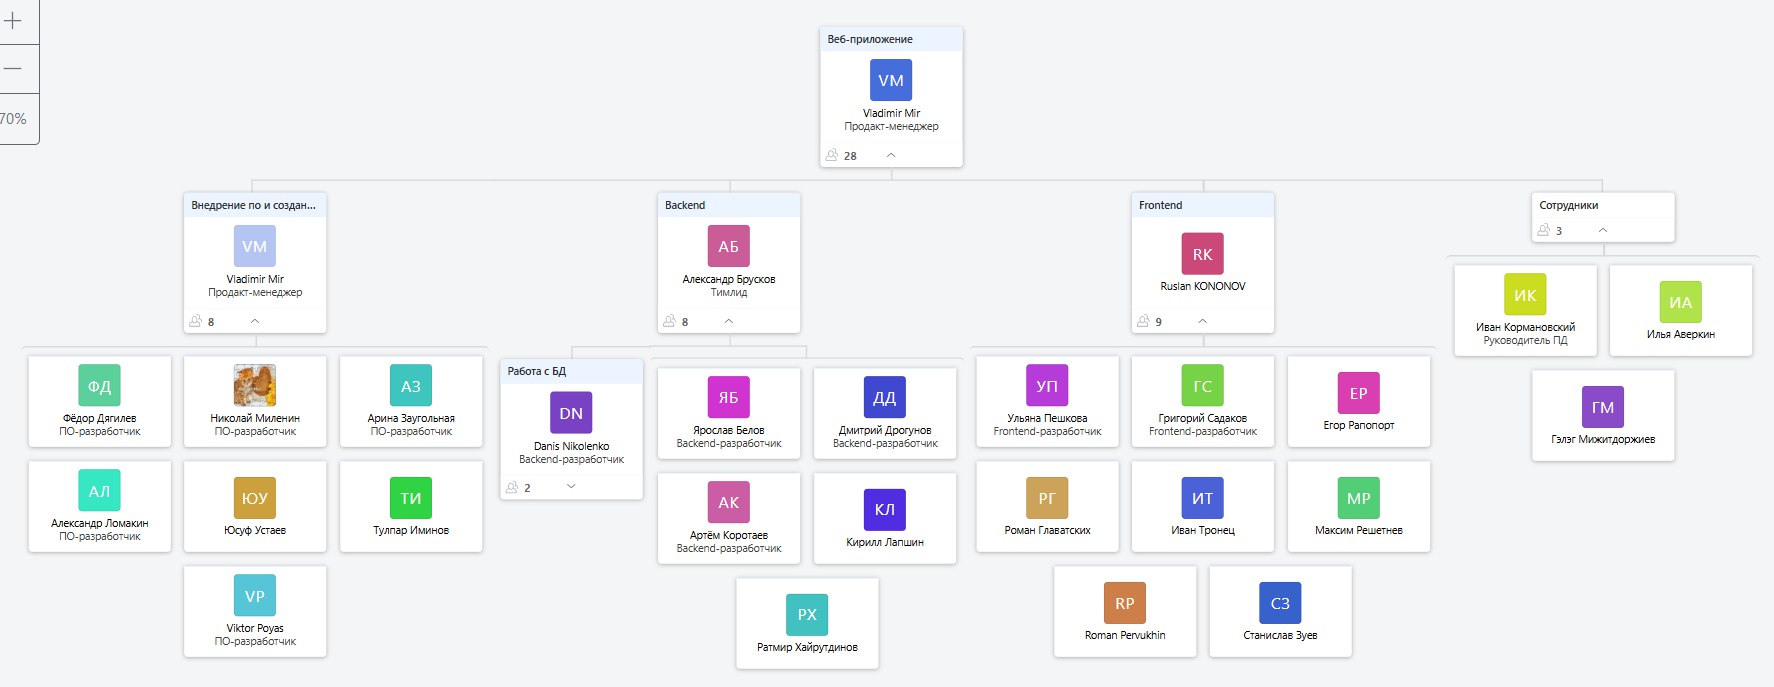 70%
Веб-приложение
VM
Vladimir Mir
Продакт-менеджер
28
Внедрение по и создан...
VM
Vladimir Mir
Продакт-менеджер
8
Backend
АБ
Александр Брусков
Тимлид
8
Frontend
RK
Ruslan KONONOV
9
Сотрудники
3
ФД
Фёдор Дягилев
ПО-разработчик
Николай Миленин
ПО-разработчик
АЗ
Арина Заугольная
ПО-разработчик
АЛ
Александр Ломакин
ПО-разработчик
ЮУ
Юсуф Устаев
ТИ
Тулпар Иминов
VP
Viktor Poyas
ПО-разработчик
Работа с БД
DN
Danis Nikolenko
Backend-разработчик
2
ЯБ
Ярослав Белов
Backend-разработчик
ДД
Дмитрий Дрогунов
Backend-разработчик
АК
Артём Коротаев
Backend-разработчик
КЛ
Кирилл Лапшин
РХ
Ратмир Хайрутдинов
УП
Ульяна Пешкова
Frontend-разработчик
ГС
Григорий Садаков
Frontend-разработчик
ЕР
Егор Рапопорт
РГ
Роман Главатских
ИТ
Иван Тронец
МР
Максим Решетнев
RP
Roman Pervukhin
СЗ
Станислав Зуев
ИК
Иван Кормановский
Руководитель ПД
ИА
Илья Аверкин
ГМ
Гэлэг Мижитдоржиев